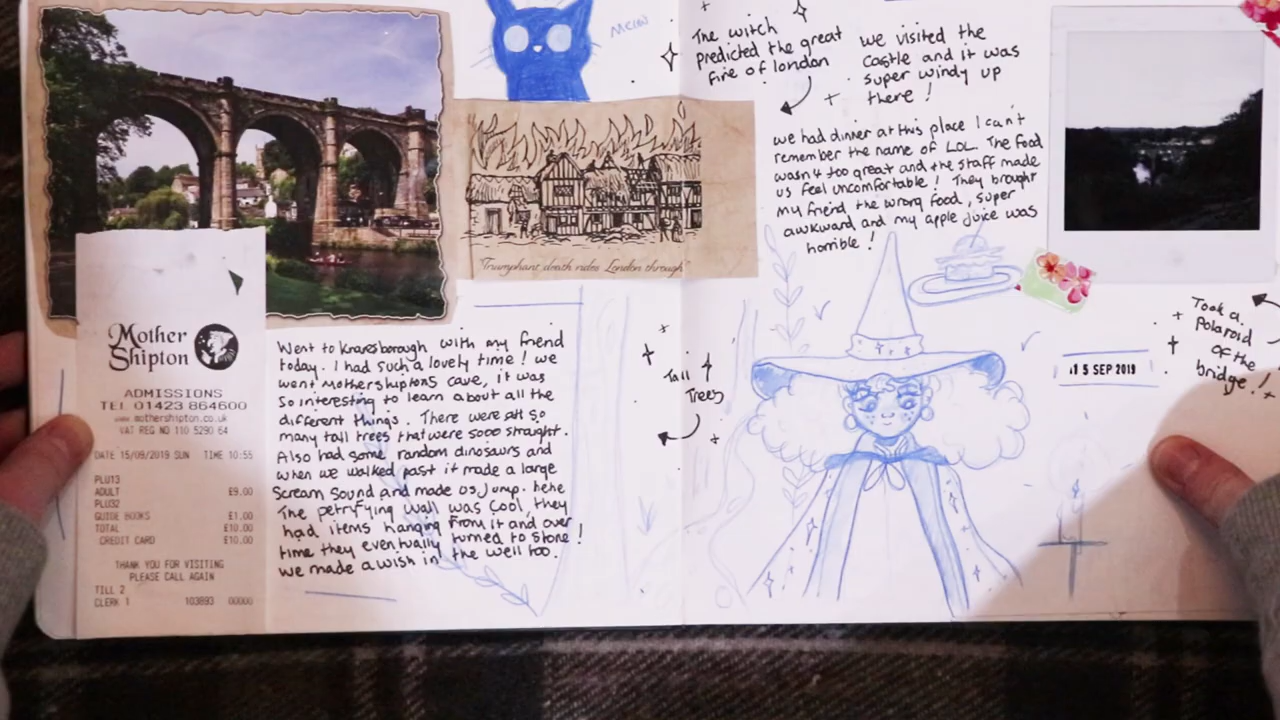 MEOW
The witch
predicted the great
fire of london
we visited the
Castle and it was
super windy up
there !
we had dinner at this place I can't
remember the name of LOL. The food
wasn't too great and the staff made
us feel uncomfortable ! They brought
my friend the wrong food, super
awkward and my apple juice was
horrible !
"Triumphant death rides London through"
Mother
Shipton
ADMISSIONS
TEL 01423 864600
www.mothershipton.co.uk
VAT REG NO 110 5290 64
DATE 15/09/2019 SUN TIME 10:55
PLU13
ADULT £9.00
PLU32
GUIDE BOOKS £1.00
TOTAL £10.00
CREDIT CARD £10.00
THANK YOU FOR VISITING
PLEASE CALL AGAIN
TILL 2
CLERK 1 103893 00000
Went to Knaresborough with my friend
today. I had such a lovely time ! we
went Mothershiptons cave, it was
so interesting to learn about all the
different things. There were also
many tall trees that were sooo straight.
Also had some random dinosaurs and
when we walked past it made a large
Scream Sound and made us jump. hehe
The petrifying wall was cool, they
had items hanging from it and over
time they eventually turned to stone !
we made a wish in the well too.
Tall
Trees
Took a
polaroid
of the
bridge !
15 SEP 2019